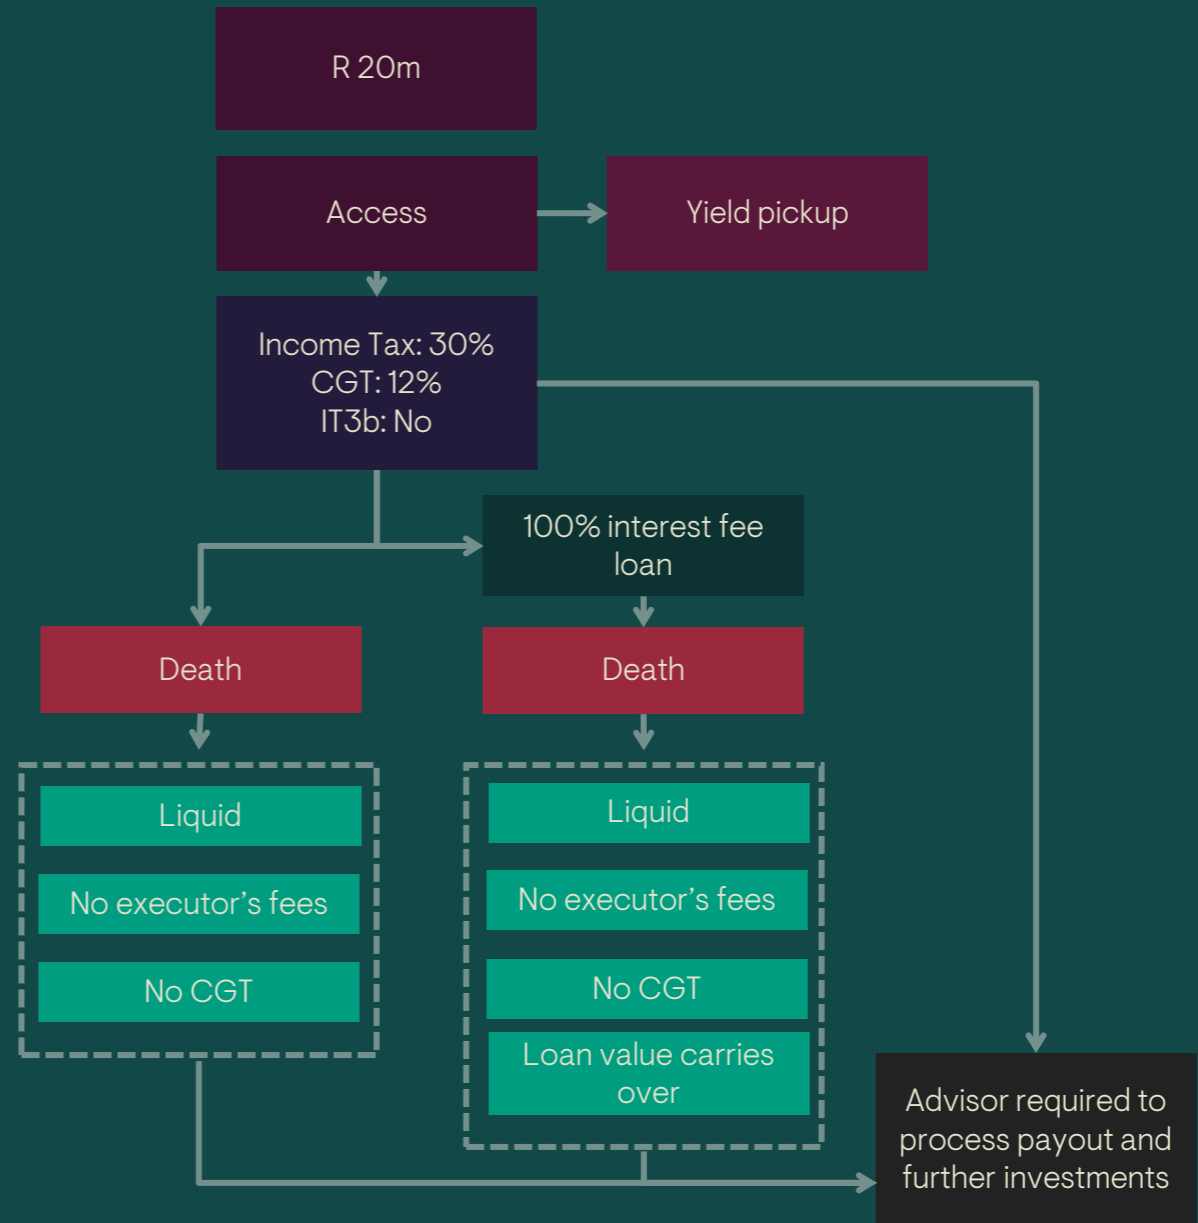 R 20m
Access
Yield pickup
Income Tax: 30%
CGT: 12%
IT3b: No
100% interest fee
loan
Death
Death
Liquid
No executor’s fees
No CGT
Liquid
No executor’s fees
No CGT
Loan value carries
over
Advisor required to
process payout and
further investments